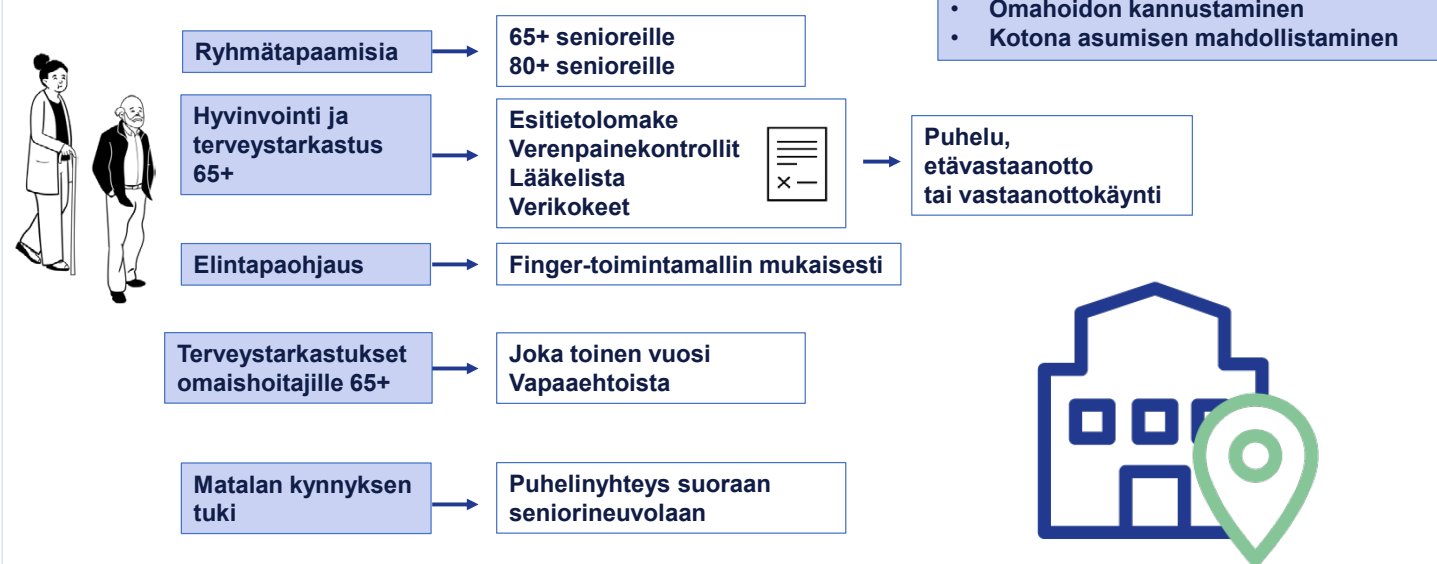 • Omahoidon kannustaminen
• Kotona asumisen mahdollistaminen
Ryhmätapaamisia
65+ senioreille
80+ senioreille
Hyvinvointi ja
terveystarkastus
65+
Esitietolomake
Verenpainekontrollit
Lääkelista
Verikokeet
Puhelu,
etävastaanotto
tai vastaanottokäynti
Elintapaohjaus
Finger-toimintamallin mukaisesti
Terveystarkastukset
omaishoitajille 65+
Joka toinen vuosi
Vapaaehtoista
Matalan kynnyksen
tuki
Puhelinyhteys suoraan
seniorineuvolaan